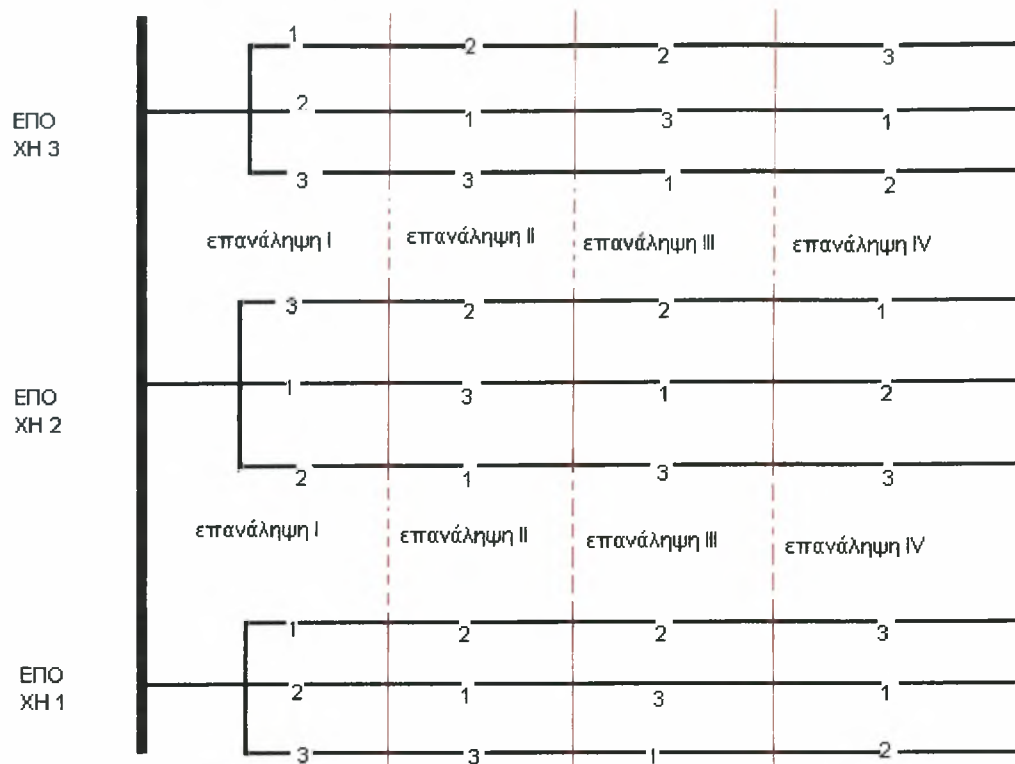 1 2 2 3
ΕΠΟ
ΧΗ 3
2 1 3 1
3 3 1 2
επανάληψη I επανάληψη II επανάληψη III επανάληψη IV
3 2 2 1
ΕΠΟ
ΧΗ 2
1 3 1 2
2 1 3 3
επανάληψη I επανάληψη II επανάληψη III επανάληψη IV
1 2 2 3
ΕΠΟ
ΧΗ 1
2 1 3 1
3 3 1 2